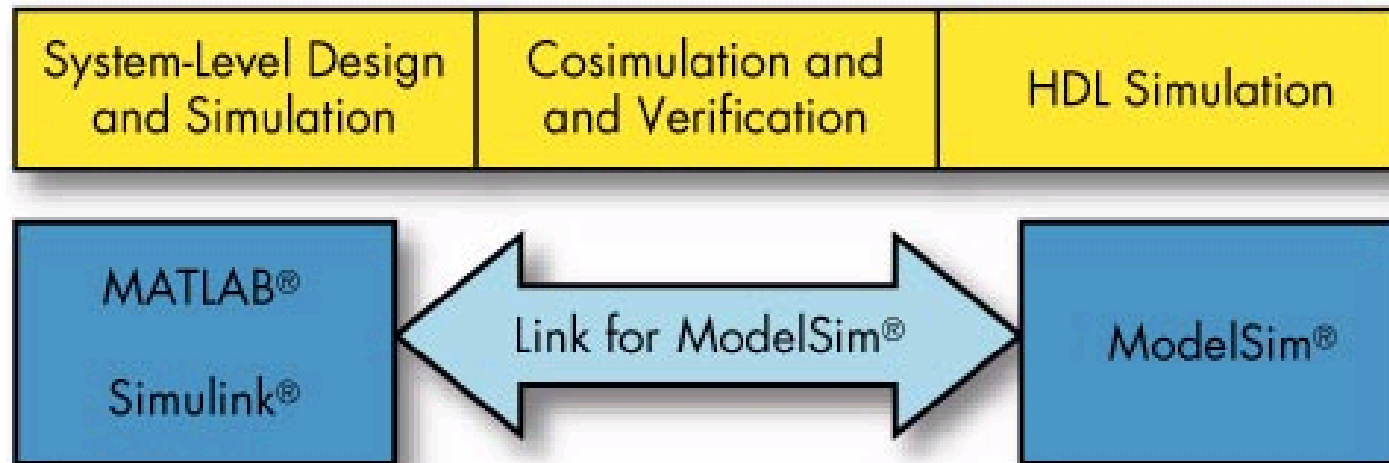 System-Level Design
and Simulation
Cosimulation and
and Verification
HDL Simulation
MATLAB®
Simulink®
Link for ModelSim®
ModelSim®